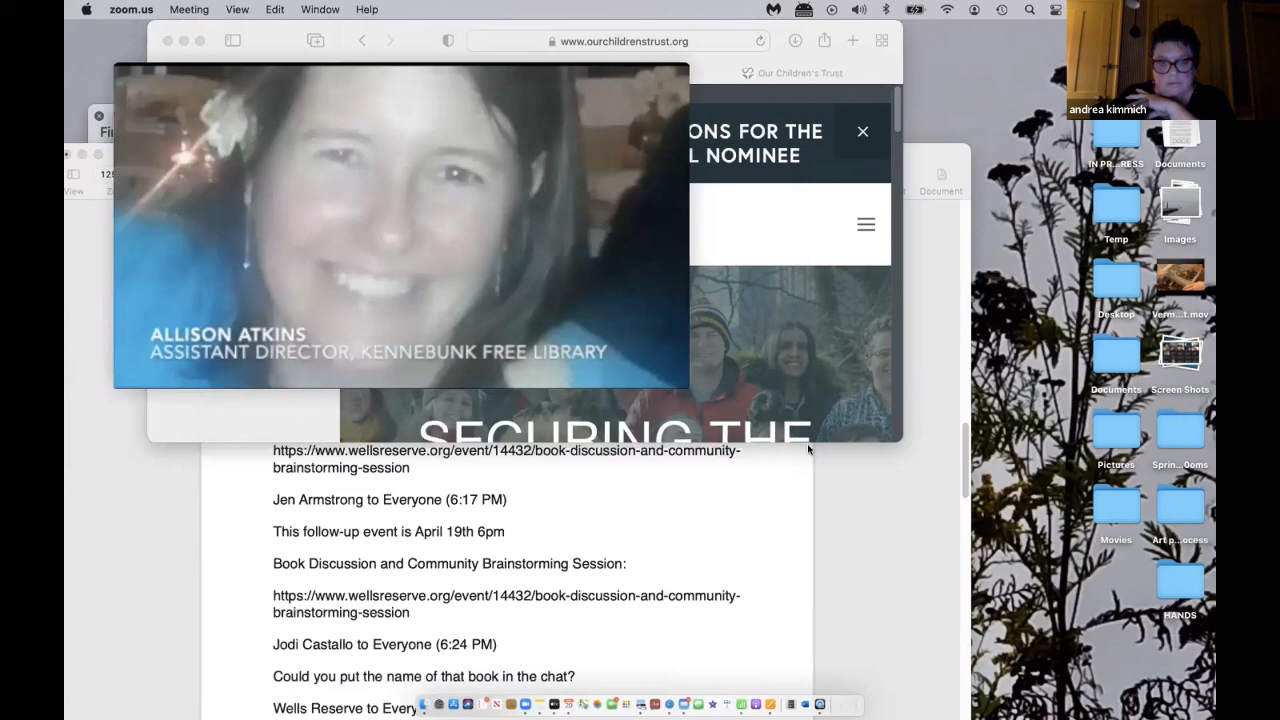 zoom.us Meeting View Edit Window Help
www.ourchildrenstrust.org
Our Children's Trust
andrea kimmich
ONS FOR THE
L NOMINEE
Fi
View
125
Document
ALLISON ATKINS
ASSISTANT DIRECTOR, KENNEBUNK FREE LIBRARY
SECURING THE
https://www.wellsreserve.org/event/14432/book-discussion-and-community-
brainstorming-session
Jen Armstrong to Everyone (6:17 PM)
This follow-up event is April 19th 6pm
Book Discussion and Community Brainstorming Session:
https://www.wellsreserve.org/event/14432/book-discussion-and-community-
brainstorming-session
Jodi Castallo to Everyone (6:24 PM)
Could you put the name of that book in the chat?
Wells Reserve to Every
IN PR...RESS
Documents
Temp
Images
Desktop
Verm...t.mov
Documents
Screen Shots
Pictures
Sprin...0oms
Movies
Art p...ocess
HANDS